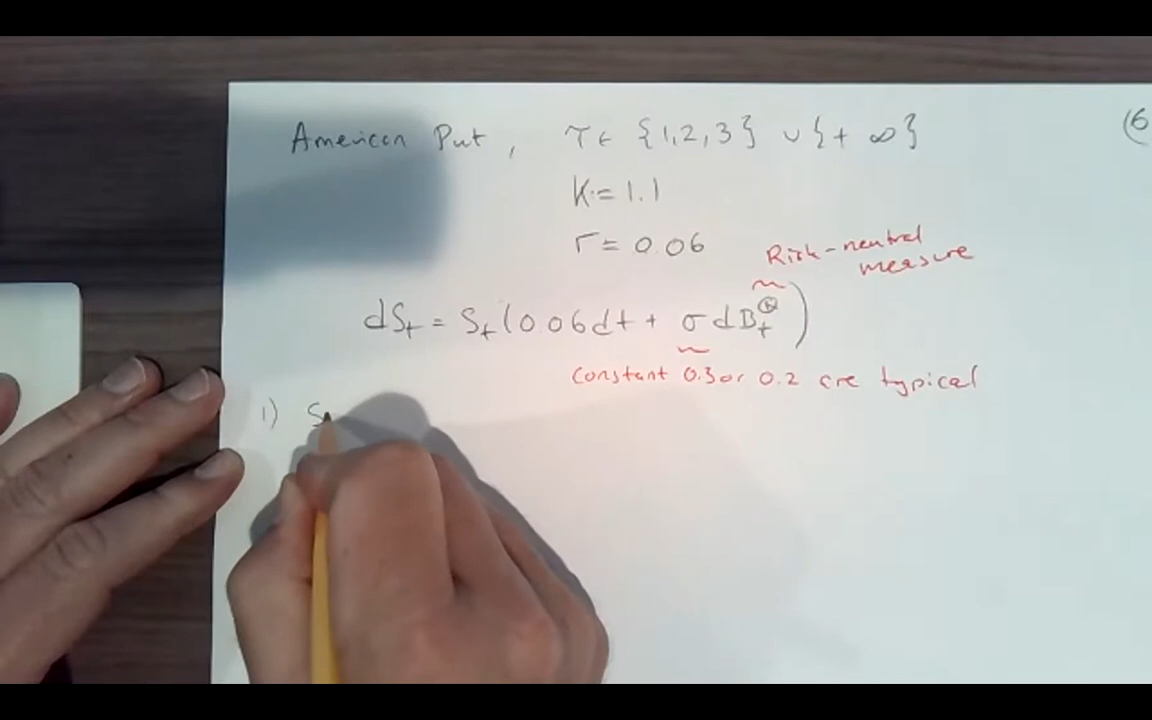 American Put, τ ∈ {1,2,3} ∪ {+ ∞}
(6
K = 1.1
r = 0.06
Risk-neutral
measure
dS_t = S_t (0.06dt + σ dB_t^Q)
constant 0.3 or 0.2 are typical
1) S